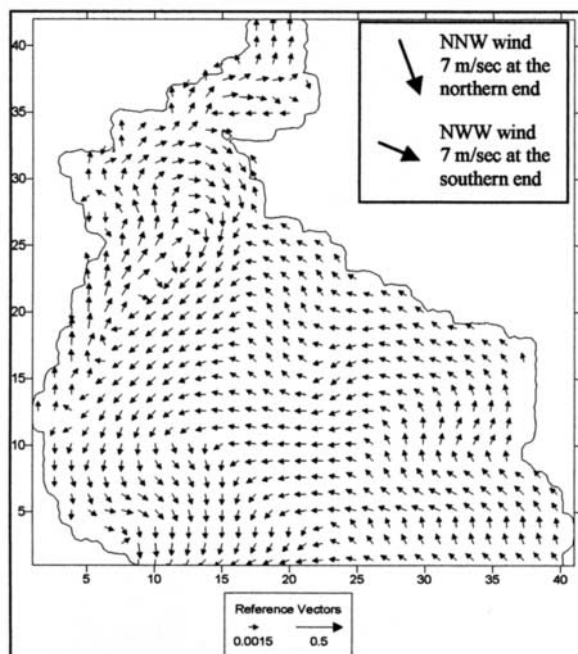 NNW wind
7 m/sec at the
northern end
NWW wind
7 m/sec at the
southern end
40
35
30
25
20
15
10
5
5 10 15 20 25 30 35 40
Reference Vectors
0.0015 0.5